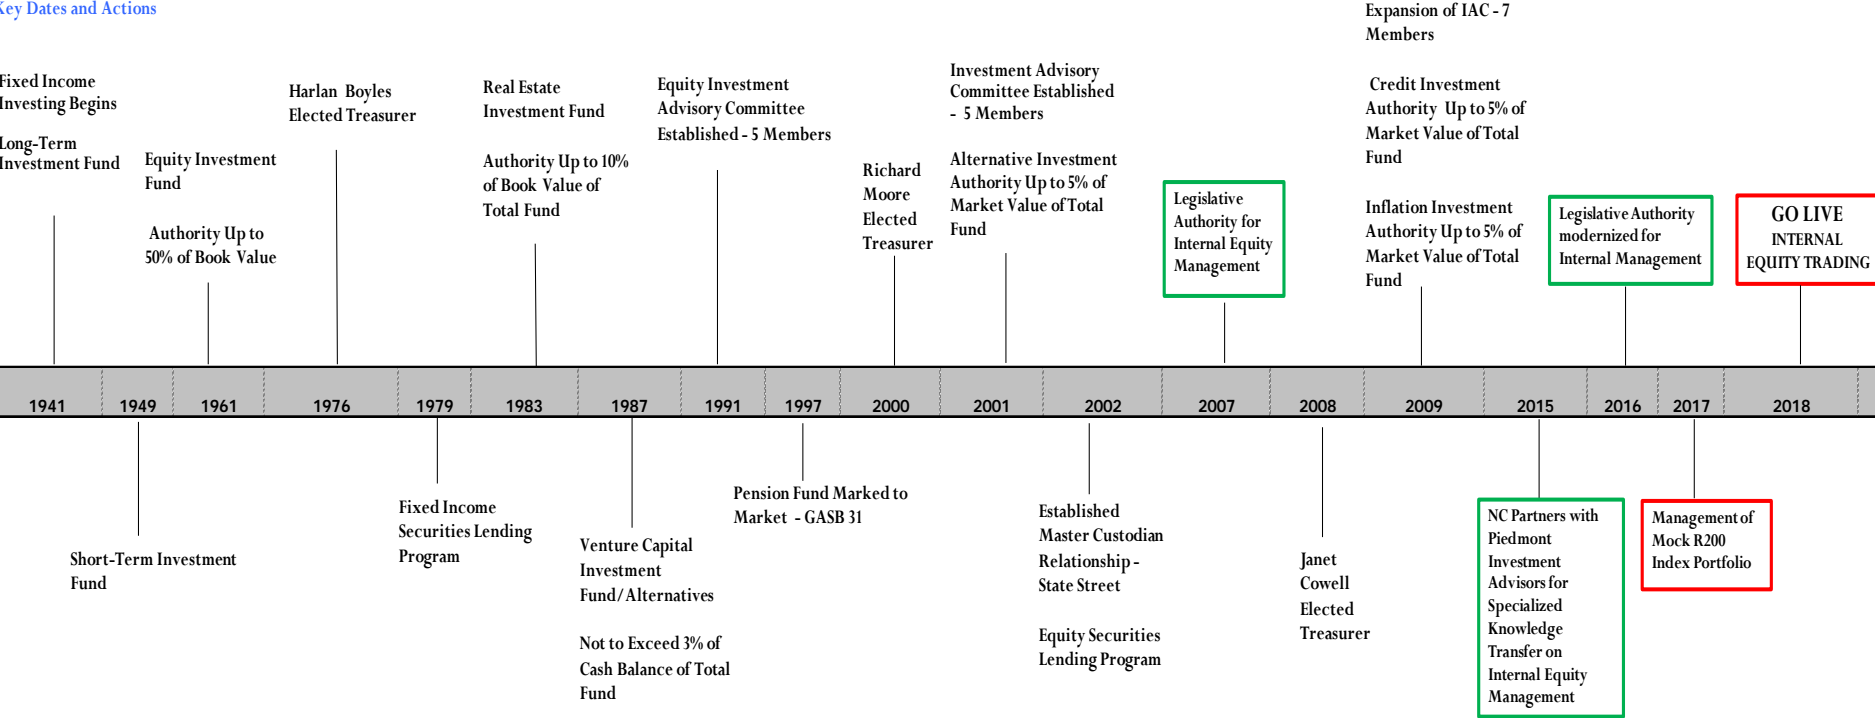 Key Dates and Actions
Fixed Income
Investing Begins
Long-Term
Investment Fund
Equity Investment
Fund
Authority Up to
50% of Book Value
Harlan Boyles
Elected Treasurer
Real Estate
Investment Fund
Authority Up to 10%
of Book Value of
Total Fund
Equity Investment
Advisory Committee
Established - 5 Members
Richard
Moore
Elected
Treasurer
Investment Advisory
Committee Established
- 5 Members
Alternative Investment
Authority Up to 5% of
Market Value of Total
Fund
Legislative
Authority for
Internal Equity
Management
Expansion of IAC - 7
Members
Credit Investment
Authority Up to 5% of
Market Value of Total
Fund
Inflation Investment
Authority Up to 5% of
Market Value of Total
Fund
Legislative Authority
modernized for
Internal Management
GO LIVE
INTERNAL
EQUITY TRADING
1941 1949 1961 1976 1979 1983 1987 1991 1997 2000 2001 2002 2007 2008 2009 2015 2016 2017 2018
Short-Term Investment
Fund
Fixed Income
Securities Lending
Program
Venture Capital
Investment
Fund/Alternatives
Not to Exceed 3% of
Cash Balance of Total
Fund
Pension Fund Marked to
Market - GASB 31
Established
Master Custodian
Relationship -
State Street
Equity Securities
Lending Program
Janet
Cowell
Elected
Treasurer
NC Partners with
Piedmont
Investment
Advisors for
Specialized
Knowledge
Transfer on
Internal Equity
Management
Management of
Mock R200
Index Portfolio